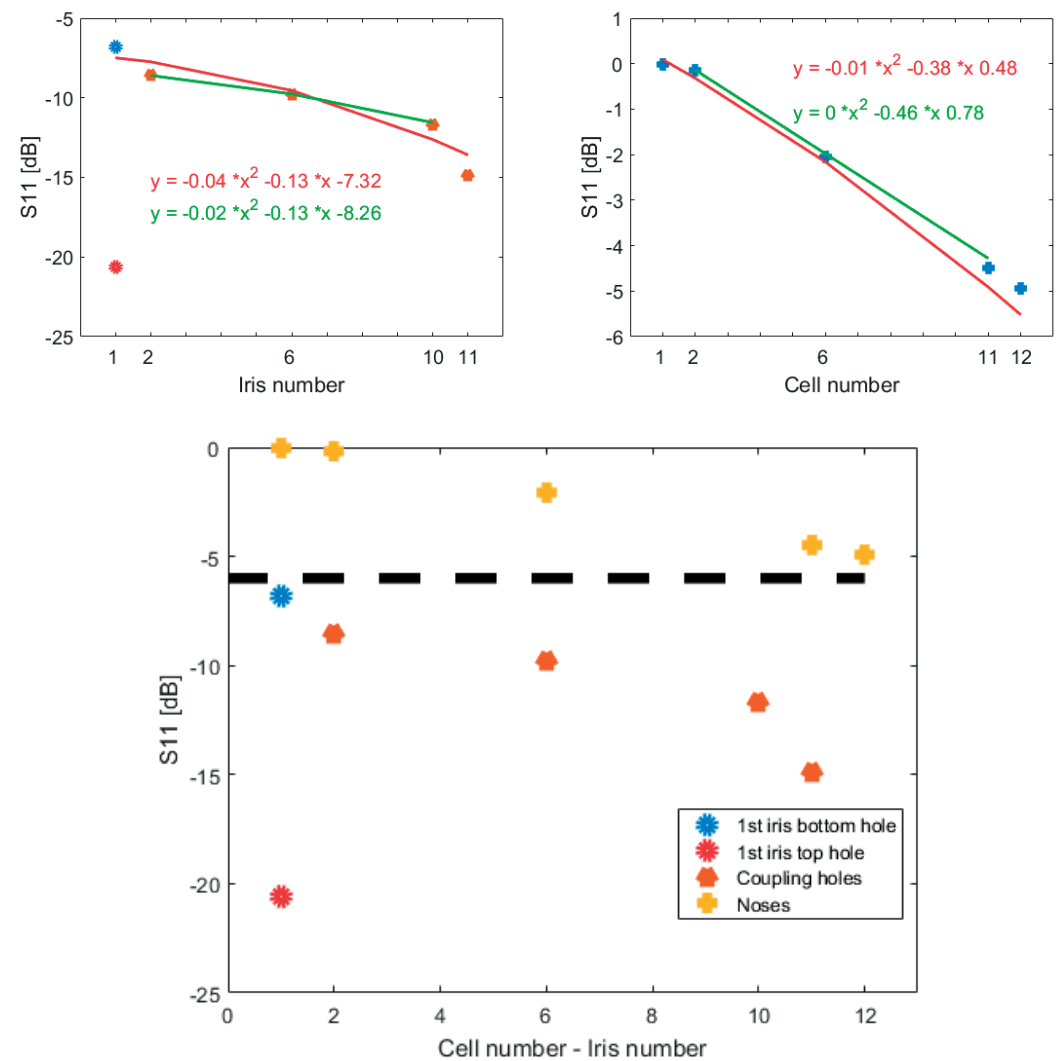 -5
-10
-15
-20
-25
S11 [dB]
y = -0.04 *x² -0.13 *x -7.32
y = -0.02 *x² -0.13 *x -8.26
1 2 6 10 11
Iris number
1
0
-1
-2
-3
-4
-5
-6
S11 [dB]
y = -0.01 *x² -0.38 *x 0.48
y = 0 *x² -0.46 *x 0.78
1 2 6 11 12
Cell number
0
-5
-10
-15
-20
-25
S11 [dB]
1st iris bottom hole
1st iris top hole
Coupling holes
Noses
0 2 4 6 8 10 12
Cell number - Iris number